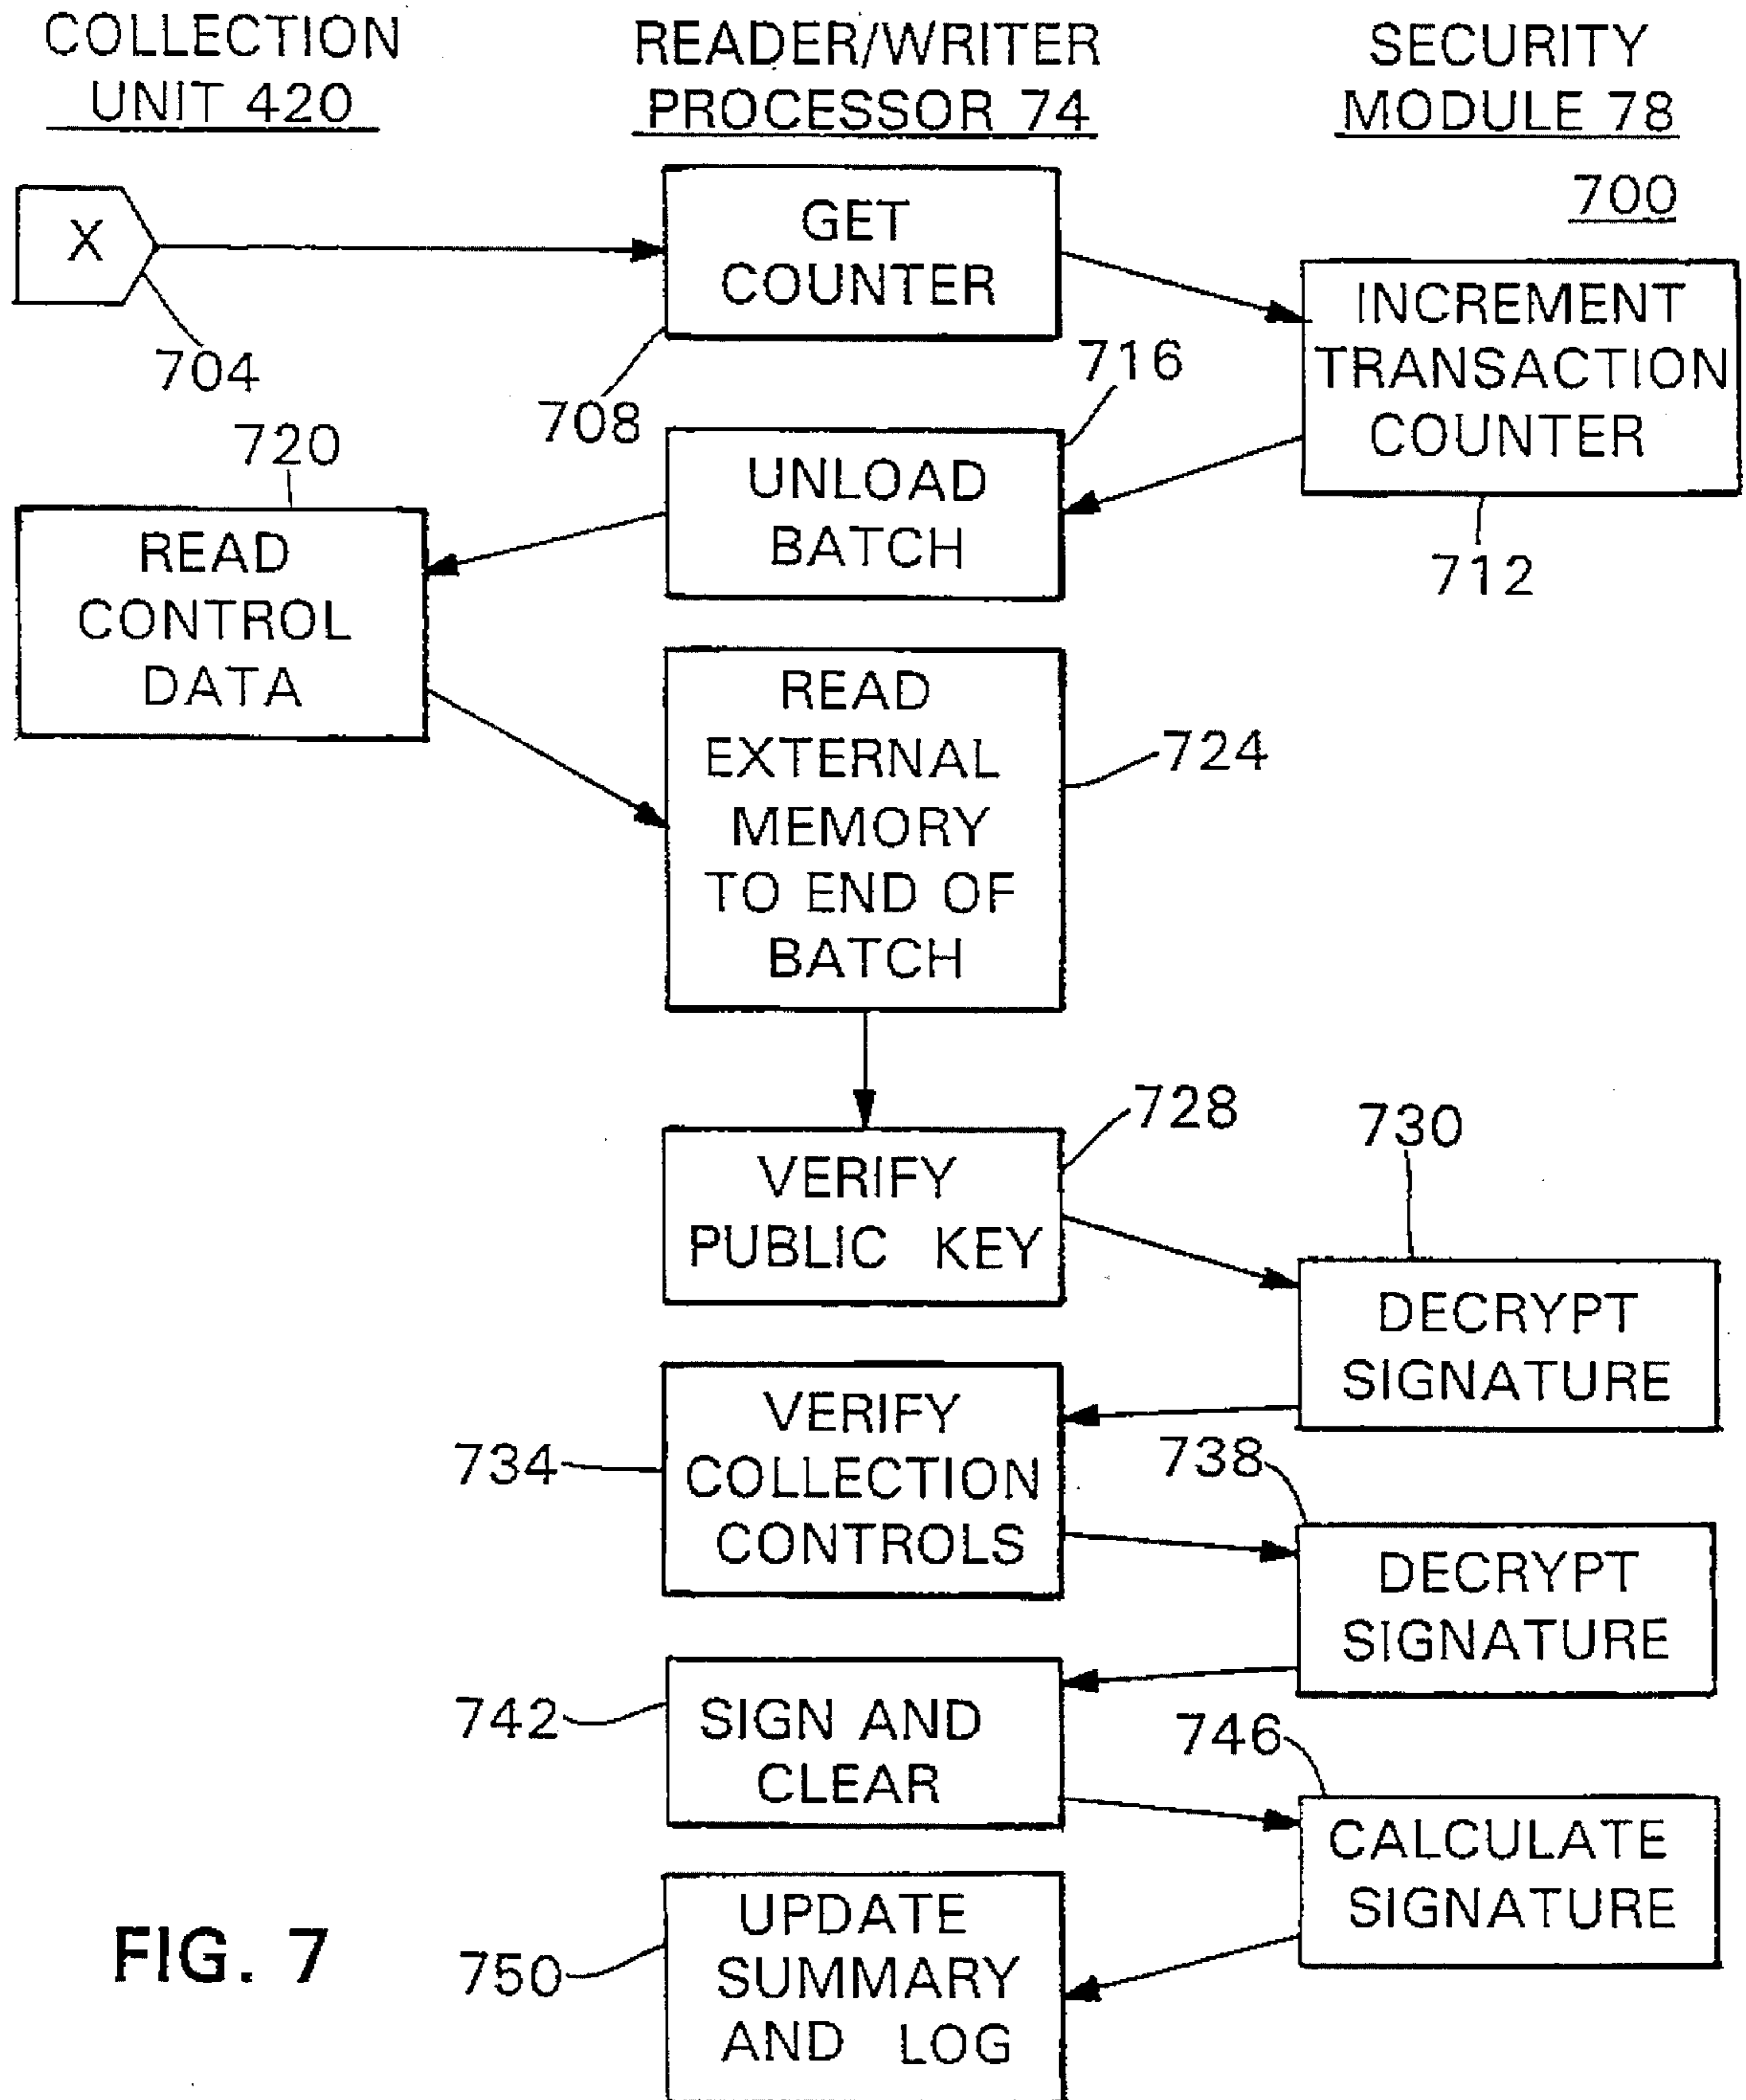 COLLECTION
UNIT 420
READER/WRITER
PROCESSOR 74
SECURITY
MODULE 78
700
X
704
GET
COUNTER
708
INCREMENT
TRANSACTION
COUNTER
712
716
UNLOAD
BATCH
720
READ
CONTROL
DATA
READ
EXTERNAL
MEMORY
TO END OF
BATCH
724
728
VERIFY
PUBLIC KEY
730
DECRYPT
SIGNATURE
734
VERIFY
COLLECTION
CONTROLS
738
DECRYPT
SIGNATURE
742
SIGN AND
CLEAR
746
CALCULATE
SIGNATURE
750
UPDATE
SUMMARY
AND LOG
FIG. 7